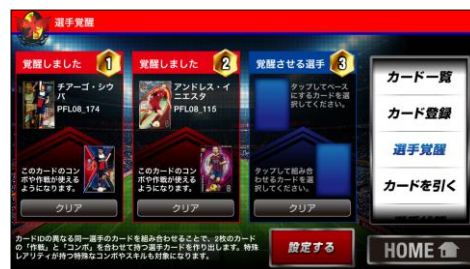 選手覚醒
覚醒しました 1
チアーゴ・シウ
バ
PFL08_174
このカードのコン
ボや作戦が使える
ようになります。
クリア
覚醒しました 2
アンドレス・イ
ニエスタ
PFL08_115
このカードのコン
ボや作戦が使える
ようになります。
8
クリア
覚醒させる選手 3
タップしてベース
にするカードを選
択してください。
タップして組み合
わせるカードを選
択してください。
クリア
カード一覧
カード登録
選手覚醒
カードを引く
カードIDの異なる同一選手のカードを組み合わせることで、2枚のカード
の「作戦」と「コンボ」を合わせて持つ選手カードを作り出します。特殊
レアリティが持つ特殊なコンボやスキルも対象になります。
設定する
HOME